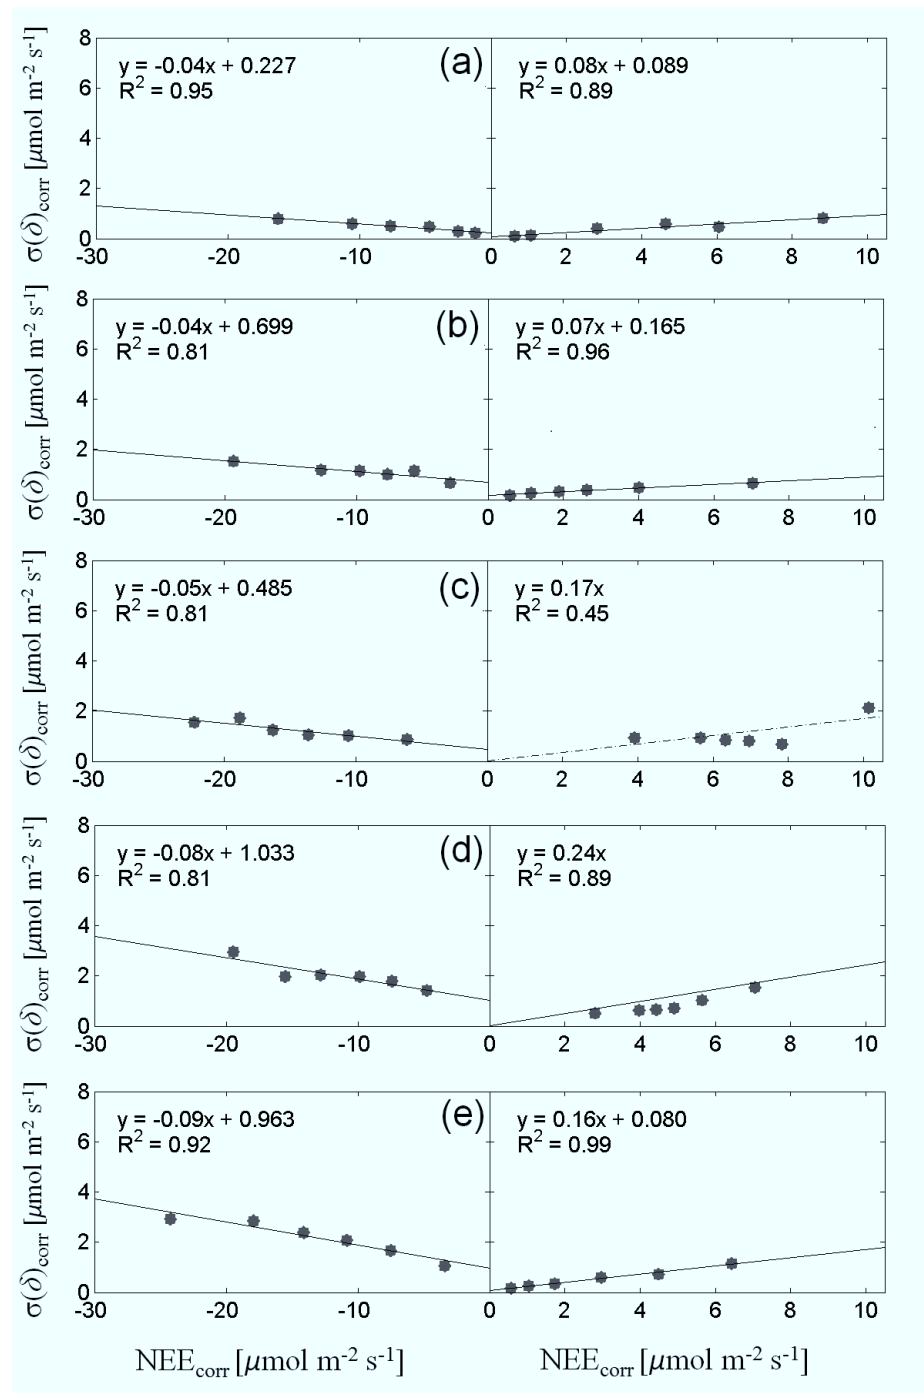 σ(δ)corr [μmol m-2 s-1]
8
6
4
2
0
y = -0.04x + 0.227
R2 = 0.95
(a)
0.08x + 0.089
0.89
-30
-20
-10
0
2
4
6
8
10
σ(δ)corr [μmol m-2 s-1]
8
6
4
2
0
y = -0.04x + 0.699
R2 = 0.81
(b)
y = 0.07x + 0.165
R2 = 0.96
-30
-20
-10
0
2
4
6
8
10
σ(δ)corr [μmol m-2 s-1]
8
6
4
2
0
y = -0.05x + 0.485
R2 = 0.81
(c)
y = 0.17x
R2 = 0.45
-30
-20
-10
0
2
4
6
8
10
σ(δ)corr [μmol m-2 s-1]
8
6
4
2
0
y = -0.08x + 1.033
R2 = 0.81
(d)
y = 0.24x
R2 = 0.89
-30
-20
-10
0
2
4
6
8
10
σ(δ)corr [μmol m-2 s-1]
8
6
4
2
0
y = -0.09x + 0.963
R2 = 0.92
(e)
y = 0.16x + 0.080
R2 = 0.99
-30
-20
-10
0
2
4
6
8
10
NEEcorr [μmol m-2 s-1]
NEEcorr [μmol m-2 s-1]